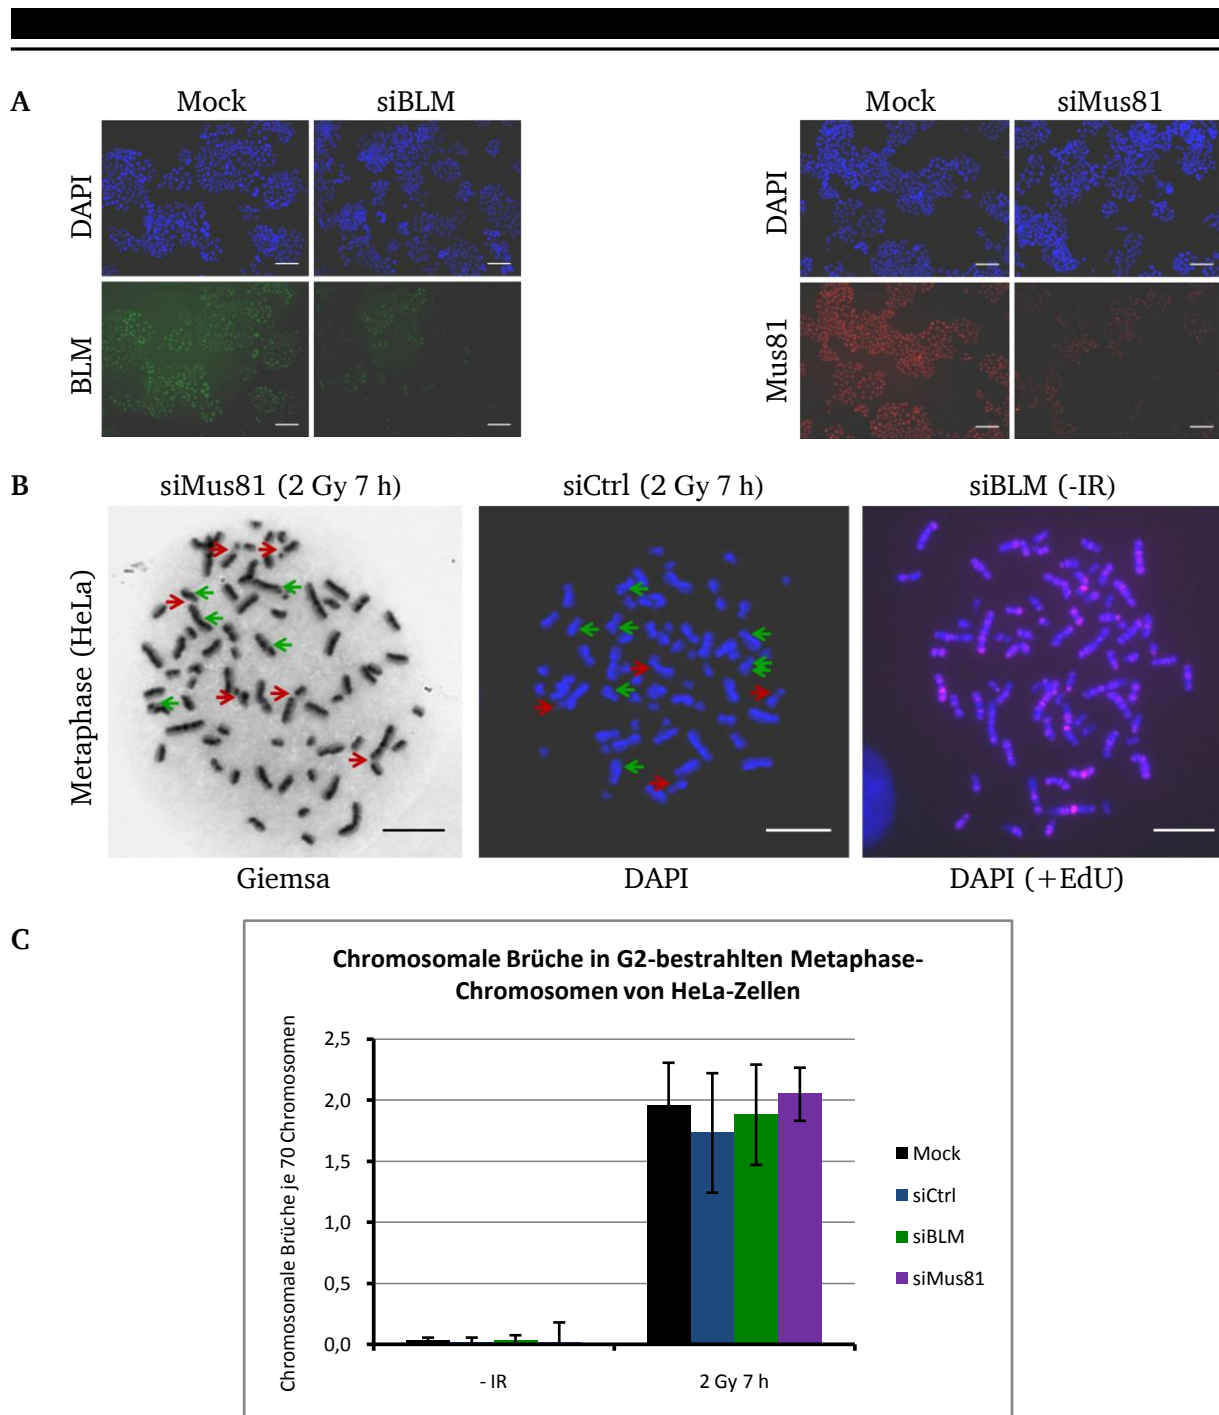 A
Mock siBLM Mock siMus81
DAPI DAPI
BLM Mus81
B
siMus81 (2 Gy 7 h) siCtrl (2 Gy 7 h) siBLM (-IR)
Metaphase (HeLa)
Giemsa DAPI DAPI (+EdU)
C
Chromosomale Brüche in G2-bestrahlten Metaphase-
Chromosomen von HeLa-Zellen
Chromosomale Brüche je 70 Chromosomen
2,5
2,0
1,5
1,0
0,5
0,0
- IR 2 Gy 7 h
Mock
siCtrl
siBLM
siMus81